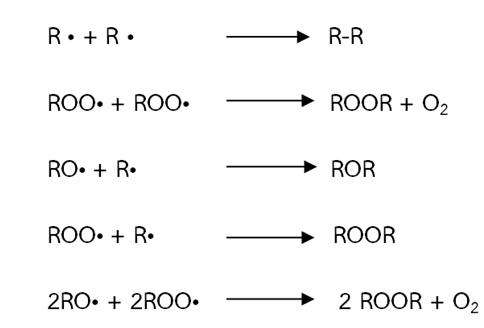 R • + R • ⟶ R-R
ROO• + ROO• ⟶ ROOR + O₂
RO• + R• ⟶ ROR
ROO• + R• ⟶ ROOR
2RO• + 2ROO• ⟶ 2 ROOR + O₂